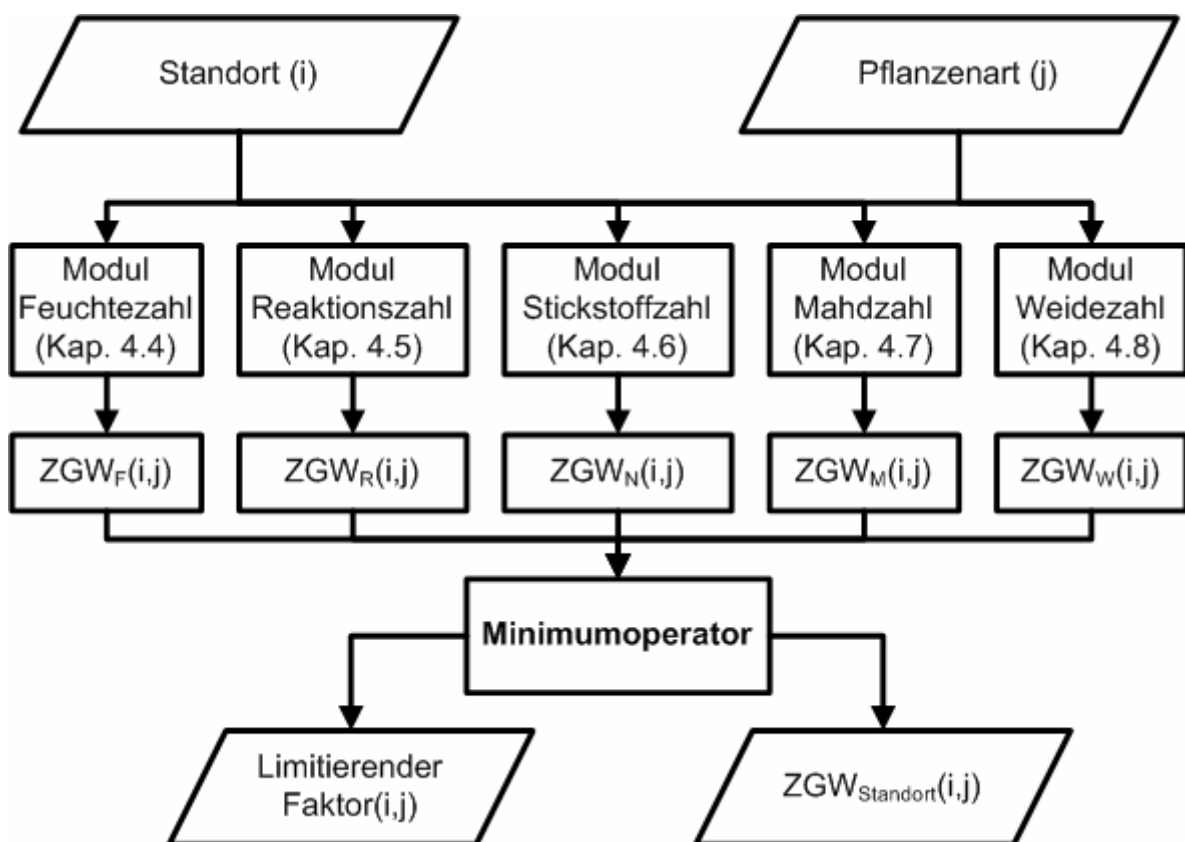 Standort (i)
Pflanzenart (j)
Modul
Feuchtezahl
(Kap. 4.4)
Modul
Reaktionszahl
(Kap. 4.5)
Modul
Stickstoffzahl
(Kap. 4.6)
Modul
Mahdzahl
(Kap. 4.7)
Modul
Weidezahl
(Kap. 4.8)
ZGWF(i,j)
ZGWR(i,j)
ZGWN(i,j)
ZGWM(i,j)
ZGWW(i,j)
Minimumoperator
Limitierender
Faktor(i,j)
ZGWStandort(i,j)